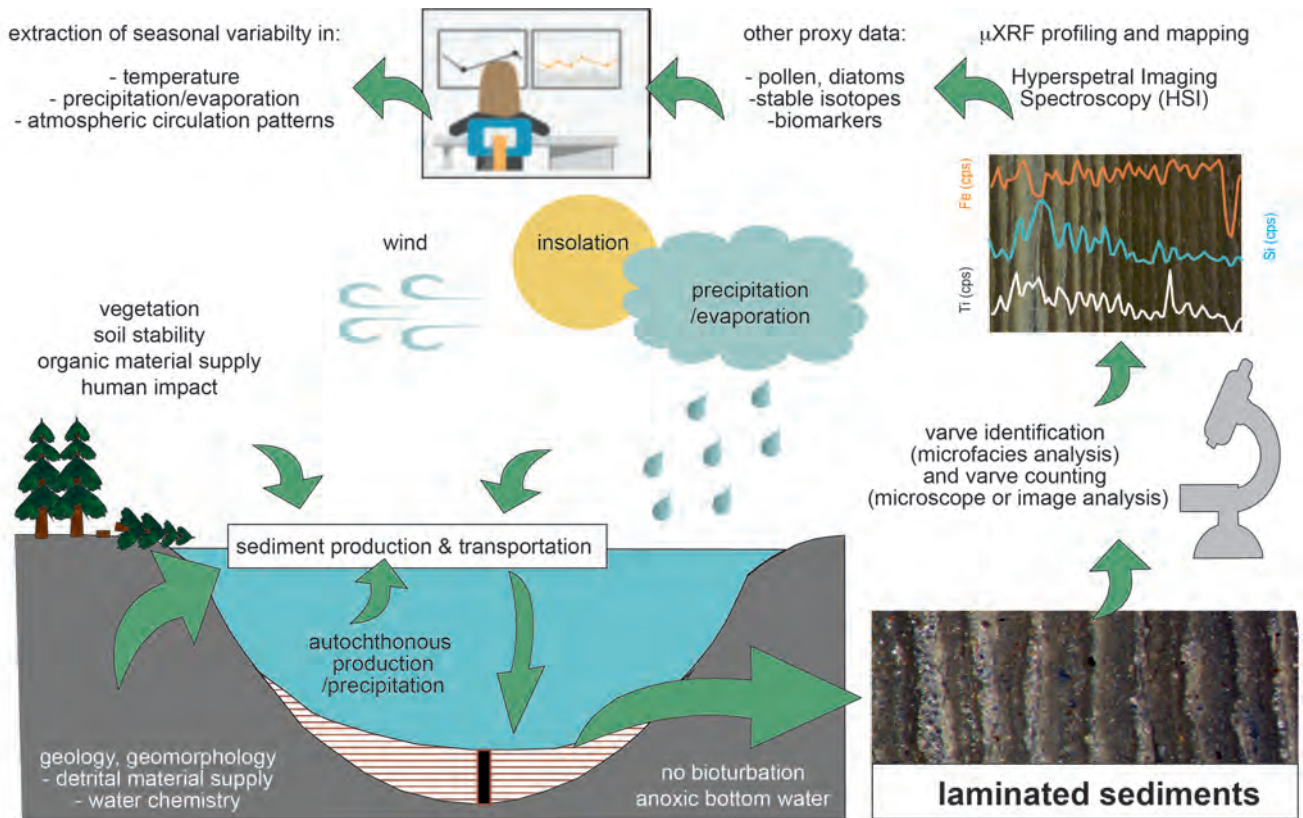 extraction of seasonal variabilty in:
- temperature
- precipitation/evaporation
- atmospheric circulation patterns
other proxy data:
- pollen, diatoms
-stable isotopes
-biomarkers
µXRF profiling and mapping
Hyperspetral Imaging
Spectroscopy (HSI)
Fe (cps)
Si (cps)
Ti (cps)
wind
insolation
precipitation
/evaporation
vegetation
soil stability
organic material supply
human impact
varve identification
(microfacies analysis)
and varve counting
(microscope or image analysis)
sediment production & transportation
autochthonous
production
/precipitation
geology, geomorphology
- detrital material supply
- water chemistry
no bioturbation
anoxic bottom water
laminated sediments